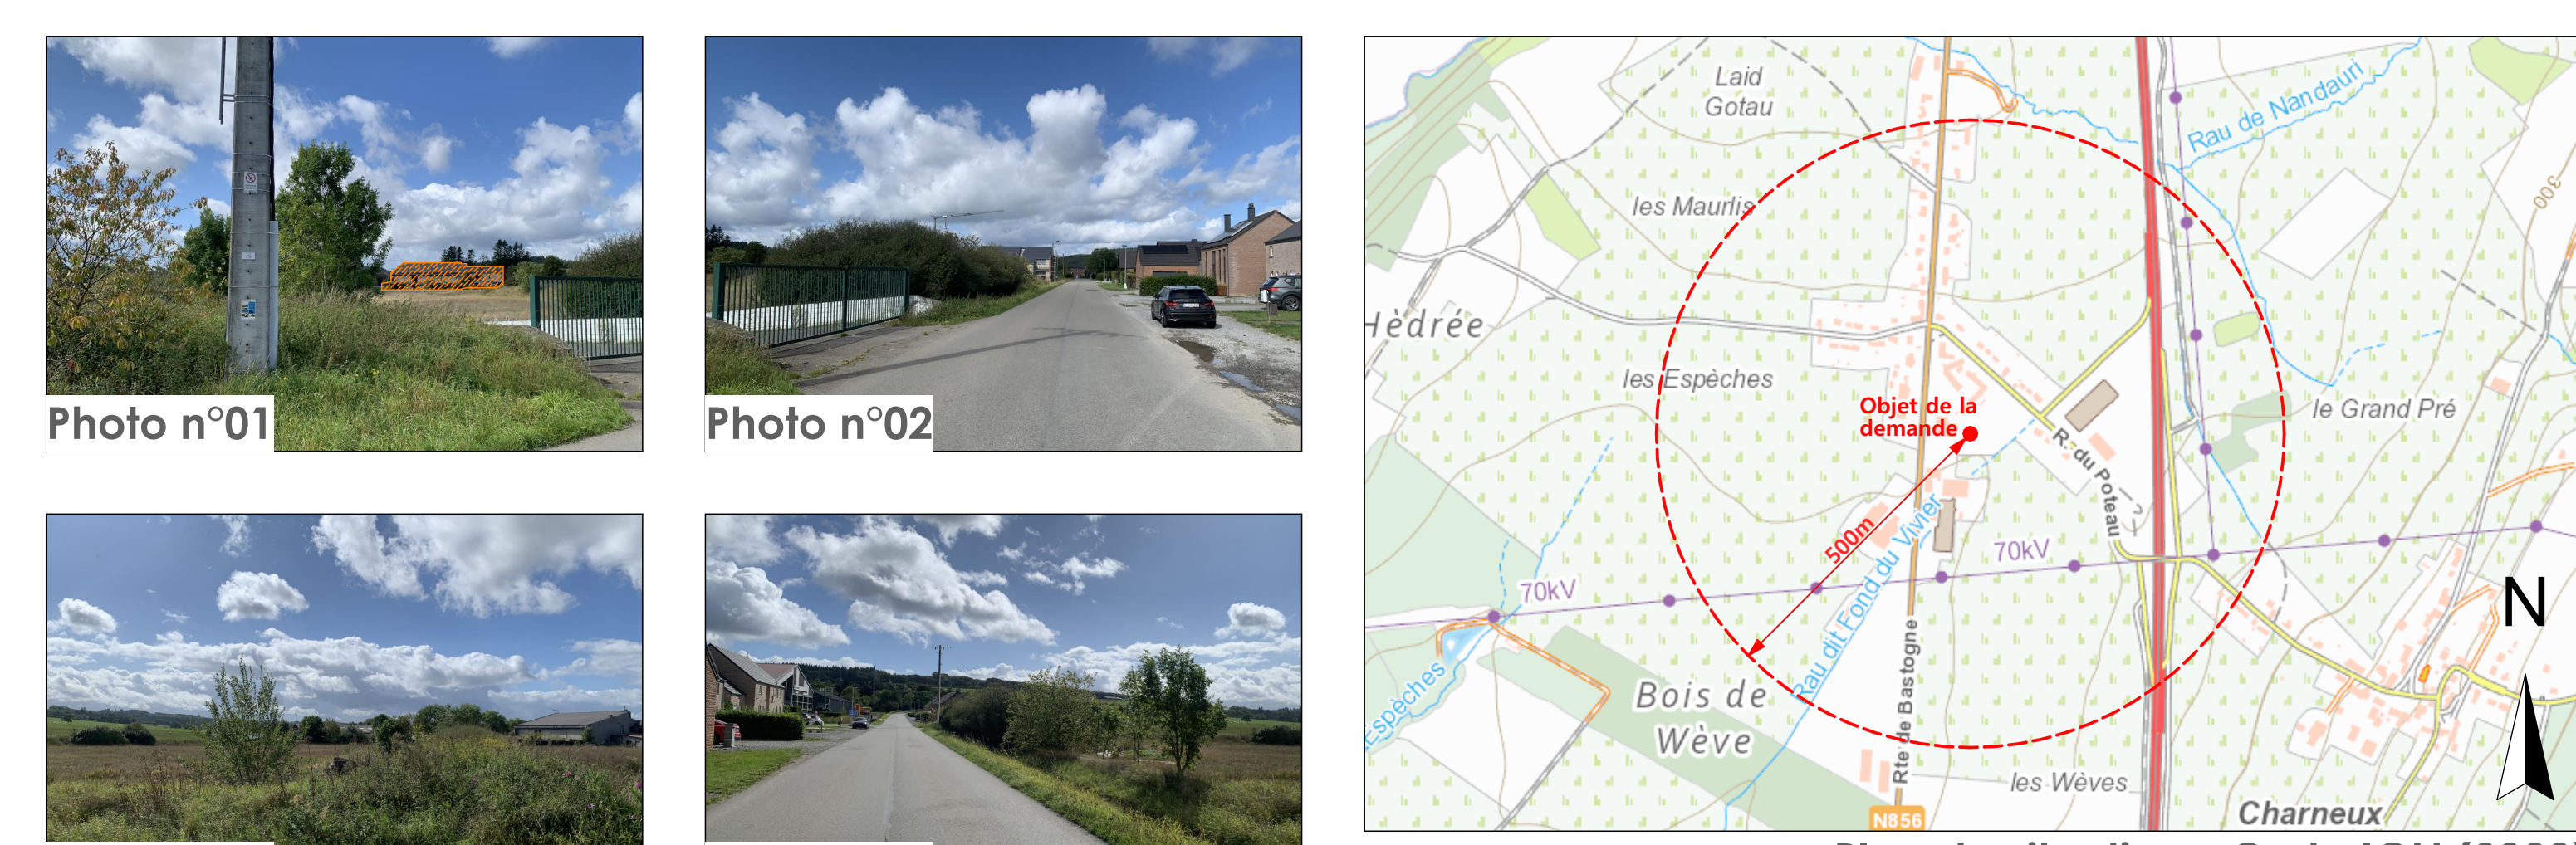 Photo n°01
Photo n°02
Laid
Gotau
Rau de Nandauri
les Maurlis
300
Hèdrée
les Espèches
le Grand Pré
Objet de la
demande
R. du Poteau
500m
70kV
70kV
Rau dit Fond du Vivier
N
Espèches
Bois de
Wève
Rte de Bastogne
les Wèves
Charneux
N856